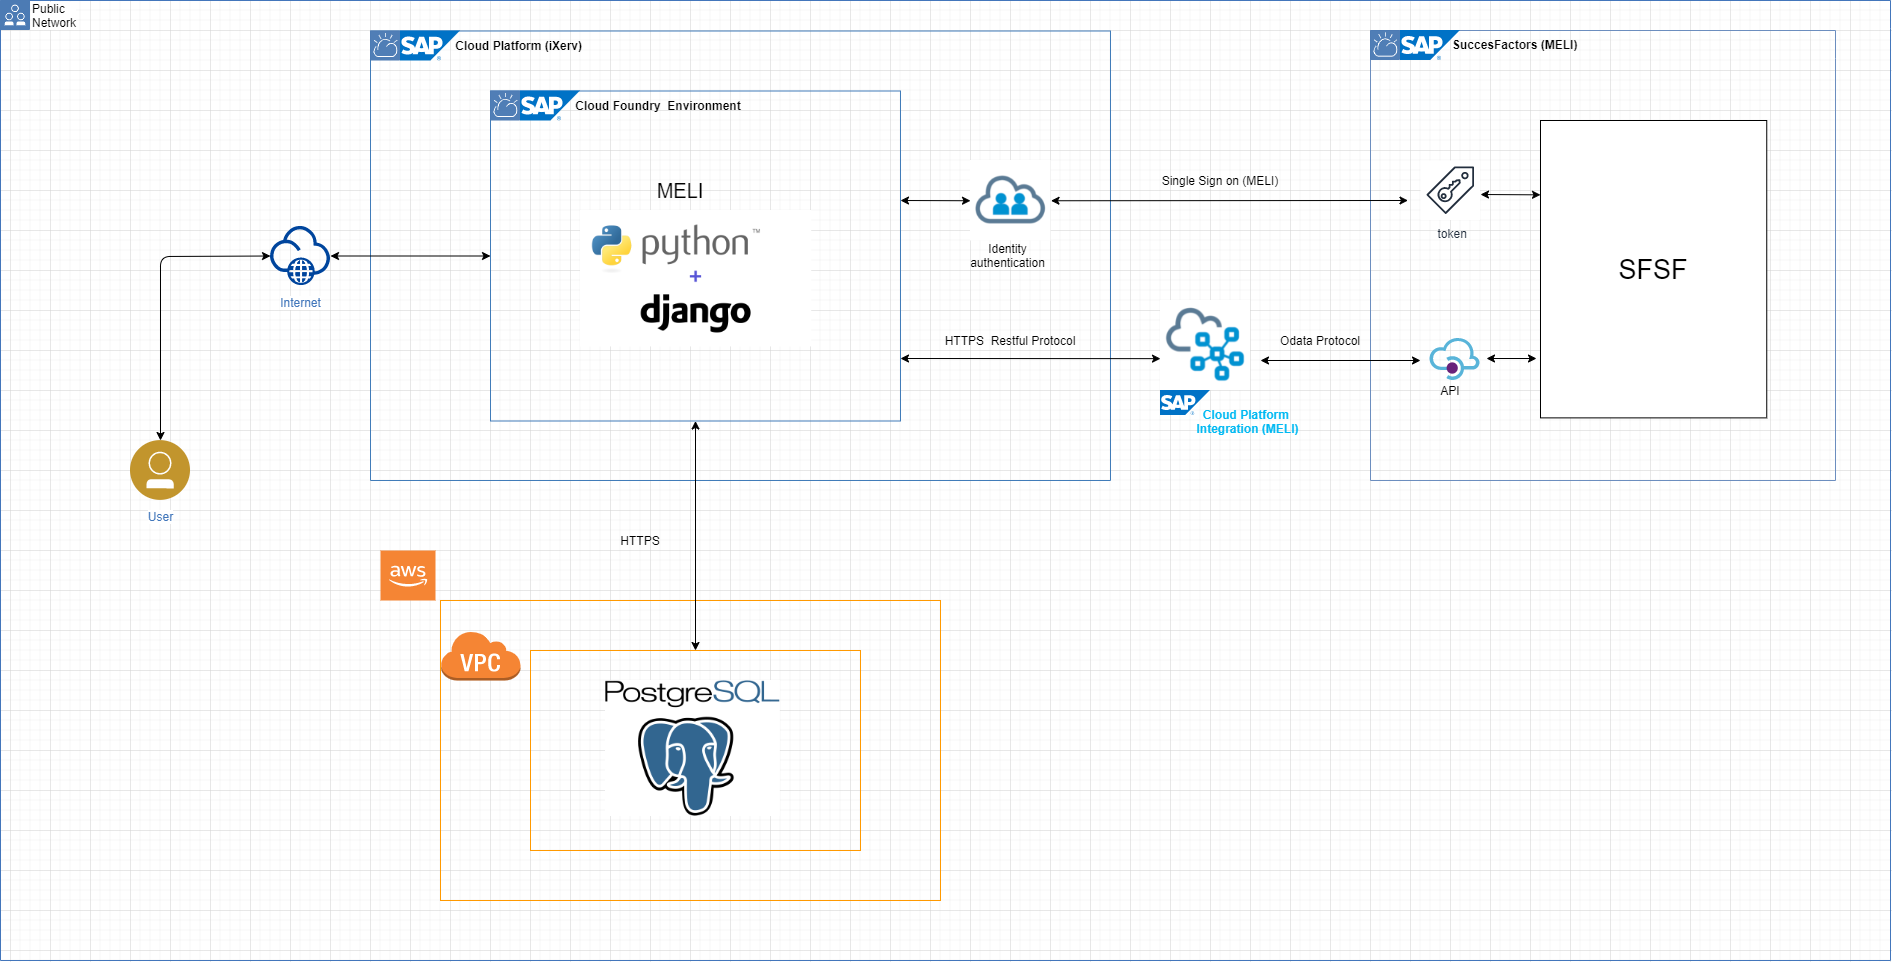 Public
Network
SAP
Cloud Platform (iXerv)
SAP
SuccesFactors (MELI)
SAP
Cloud Foundry  Environment
MELI
python™
+
django
Identity
authentication
Single Sign on (MELI)
token
SFSF
Internet
HTTPS  Restful Protocol
Odata Protocol
API
SAP
Cloud Platform
Integration (MELI)
User
HTTPS
aws
VPC
PostgreSQL